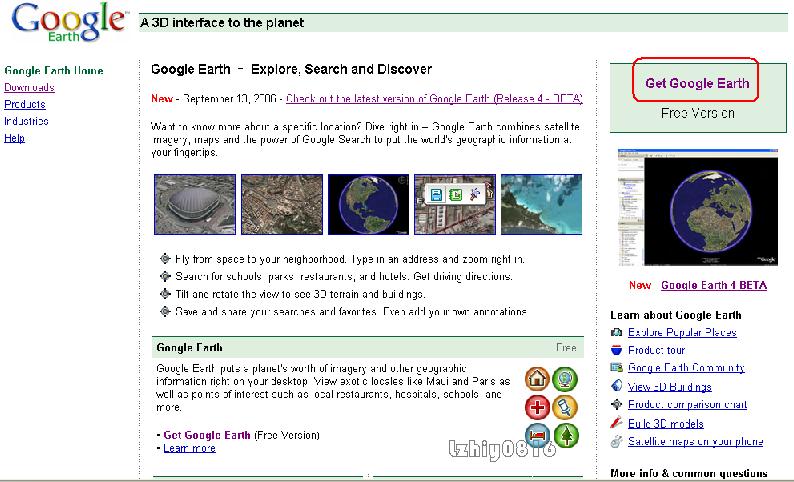 Google
Earth
A 3D interface to the planet
Google Earth Home
Downloads
Products
Industries
Help
Google Earth - Explore, Search and Discover
New - September 13, 2006 - Check out the latest version of Google Earth (Release 4 - BETA)
Want to know more about a specific location? Dive right in -- Google Earth combines satellite
imagery, maps and the power of Google Search to put the world's geographic information at
your fingertips.
Fly from space to your neighborhood. Type in an address and zoom right in.
Search for schools, parks, restaurants, and hotels. Get driving directions.
Tilt and rotate the view to see 3D terrain and buildings.
Save and share your searches and favorites. Even add your own annotations.
Google Earth Free
Google Earth puts a planet's worth of imagery and other geographic
information right on your desktop. View exotic locales like Maui and Paris as
well as points of interest such as local restaurants, hospitals, schools, and
more.
• Get Google Earth (Free Version)
• Learn more
lzhiy0816
Get Google Earth
Free Version
New Google Earth 4 BETA
Learn about Google Earth
Explore Popular Places
Product tour
Google Earth Community
View 3D Buildings
Product comparison chart
Build 3D models
Satellite maps on your phone
More info & common questions